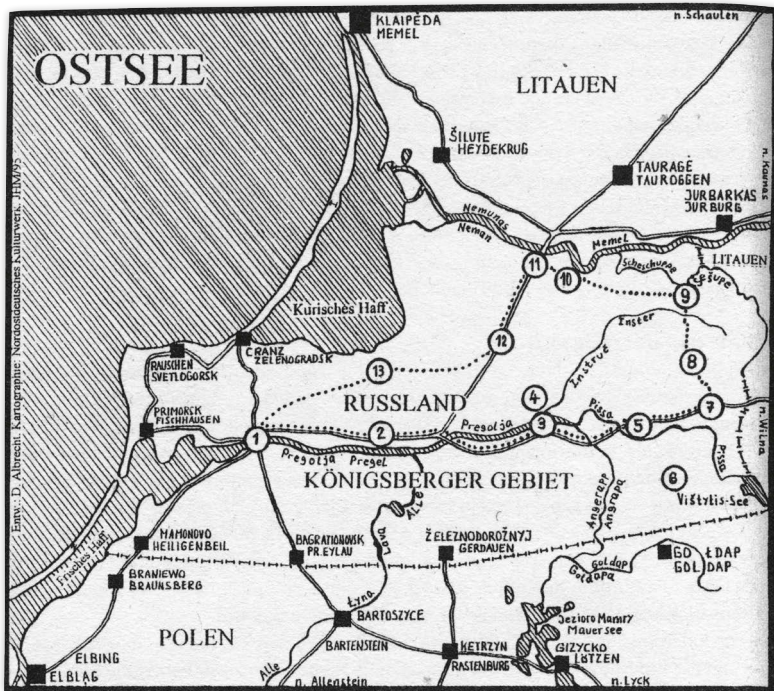 KLAIPĖDA
MEMEL
n. Schaulen
OSTSEE
LITAUEN
ŠILUTE
HEYDEKRUG
TAURAGĖ
TAUROGGEN
n. Kaunas
JURBARKAS
JURBURG
Nemunas
Neman
Memel
LITAUEN
Scheschuppe
Šešupe
11
10
9
Kurisches Haff
Inster
Instruč
CRANZ
ZELENOGRADSK
RAUSCHEN
SVETLOGORSK
12
13
8
RUSSLAND
4
PRIMORSK
FISCHHAUSEN
Pregolja
Pissa
7
1
2
3
5
n. Wilna
Pregolja Pregel
KÖNIGSBERGER GEBIET
Pissa
6
Vištytis-See
Alle
Angerapp
Angrapa
Frisches Haff
MAMONOVO
HEILIGENBEIL
BAGRATIONOVSK
PR. EYLAU
Lava
ŽELEZNODOROŽNYJ
GERDAUEN
GOŁDAP
GOLDAP
Goldap
Goldapa
BRANIEWO
BRAUNSBERG
Łyna
BARTOSZYCE
BARTENSTEIN
Jezioro Mamry
Mauersee
POLEN
ELBING
ELBLĄG
Alle
n. Allenstein
KĘTRZYN
RASTENBURG
GIZYCKO
LÖTZEN
n. Lyck
Entw.: D. Albrecht. Kartographie: Nordostdeutsches Kulturwerk. JHM/95